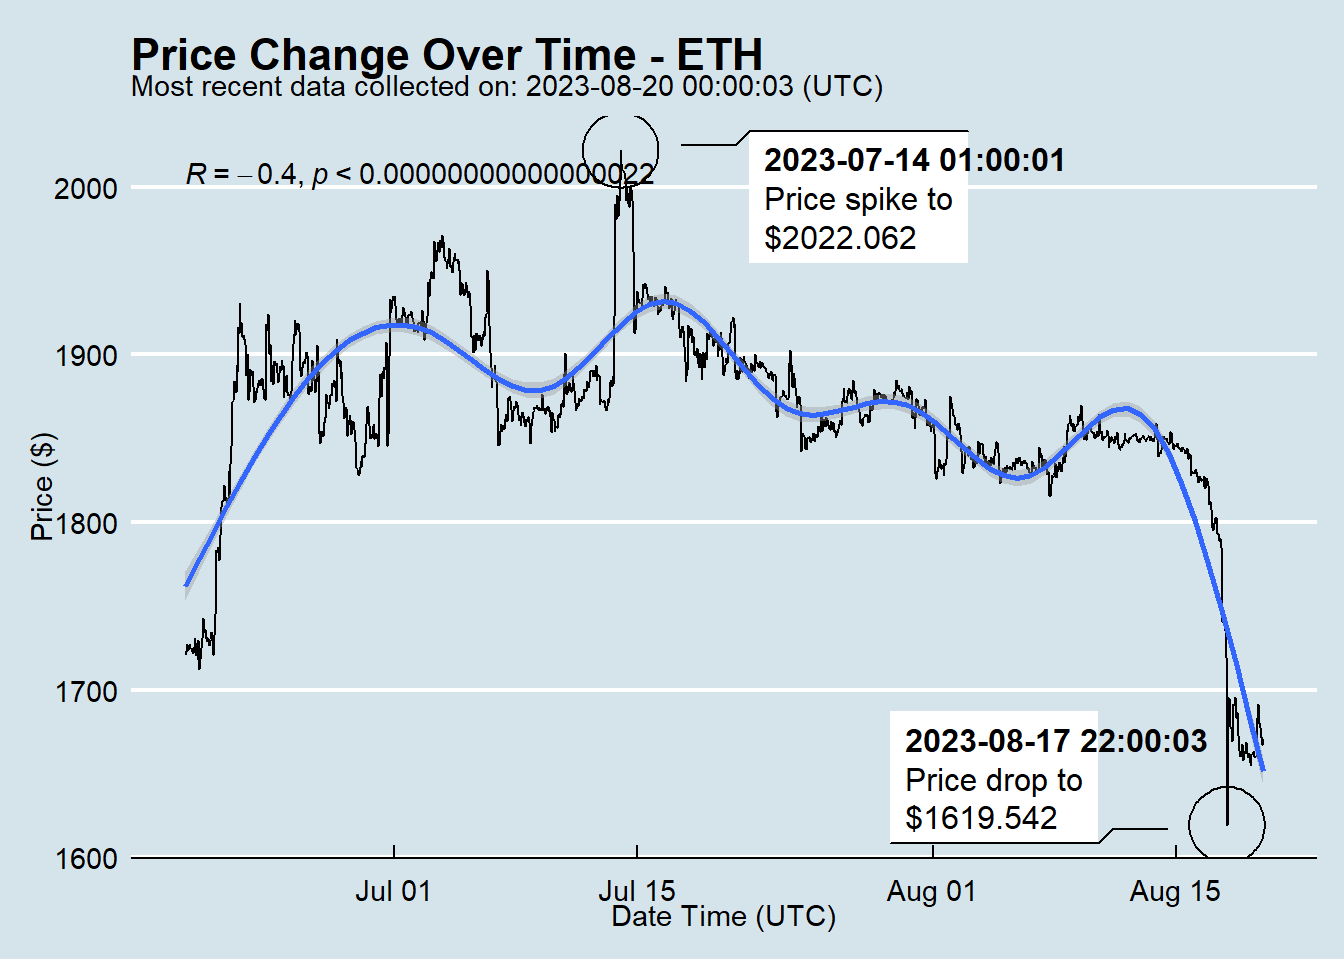 Price Change Over Time - ETH
Most recent data collected on: 2023-08-20 00:00:03 (UTC)
R = −0.4, p < 0.00000000000000022
2023-07-14 01:00:01
Price spike to
$2022.062
2000
1900
1800
1700
1600
Price ($)
2023-08-17 22:00:03
Price drop to
$1619.542
Jul 01 Jul 15 Aug 01 Aug 15
Date Time (UTC)